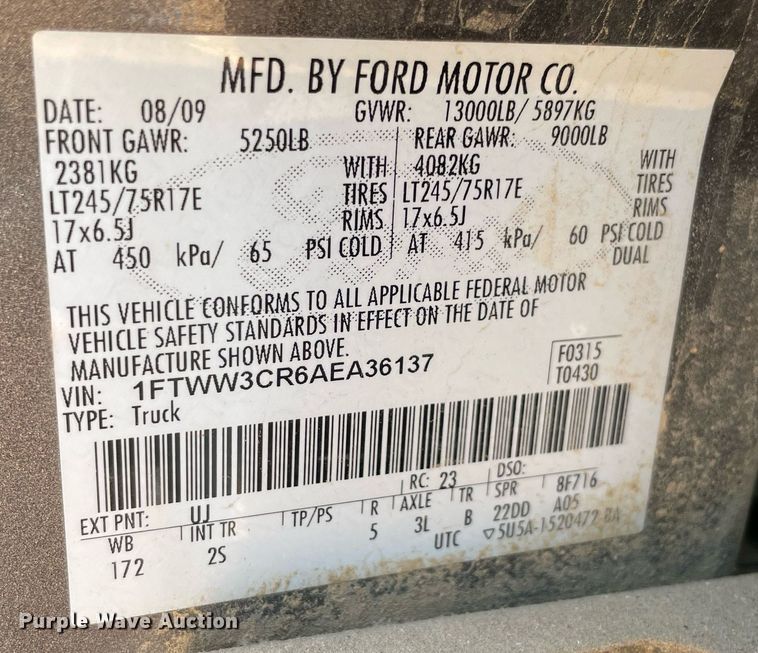 MFD. BY FORD MOTOR CO.
DATE: 08/09 GVWR: 13000LB/ 5897KG
FRONT GAWR: 5250LB REAR GAWR: 9000LB
2381KG WITH 4082KG WITH
LT245/75R17E TIRES LT245/75R17E TIRES
17x6.5J RIMS 17x6.5J RIMS
AT 450 kPa/ 65 PSI COLD AT 415 kPa/ 60 PSI COLD
DUAL
THIS VEHICLE CONFORMS TO ALL APPLICABLE FEDERAL MOTOR
VEHICLE SAFETY STANDARDS IN EFFECT ON THE DATE OF
MANUFACTURE SHOWN ABOVE.
VIN: 1FTWW3CR6AEA36137 F0315
TYPE: Truck T0430
EXT PNT: UJ RC: 23 DSO:
WB INT TR TP/PS R AXLE TR SPR 8F716
172 2S 5 3L B 22DD A05
UTC ▽5U5A-1520472-BA
Purple Wave Auction